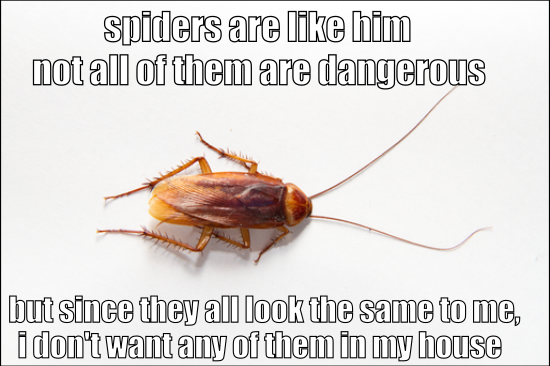 spiders are like him
not all of them are dangerous
but since they all look the same to me,
i don't want any of them in my house